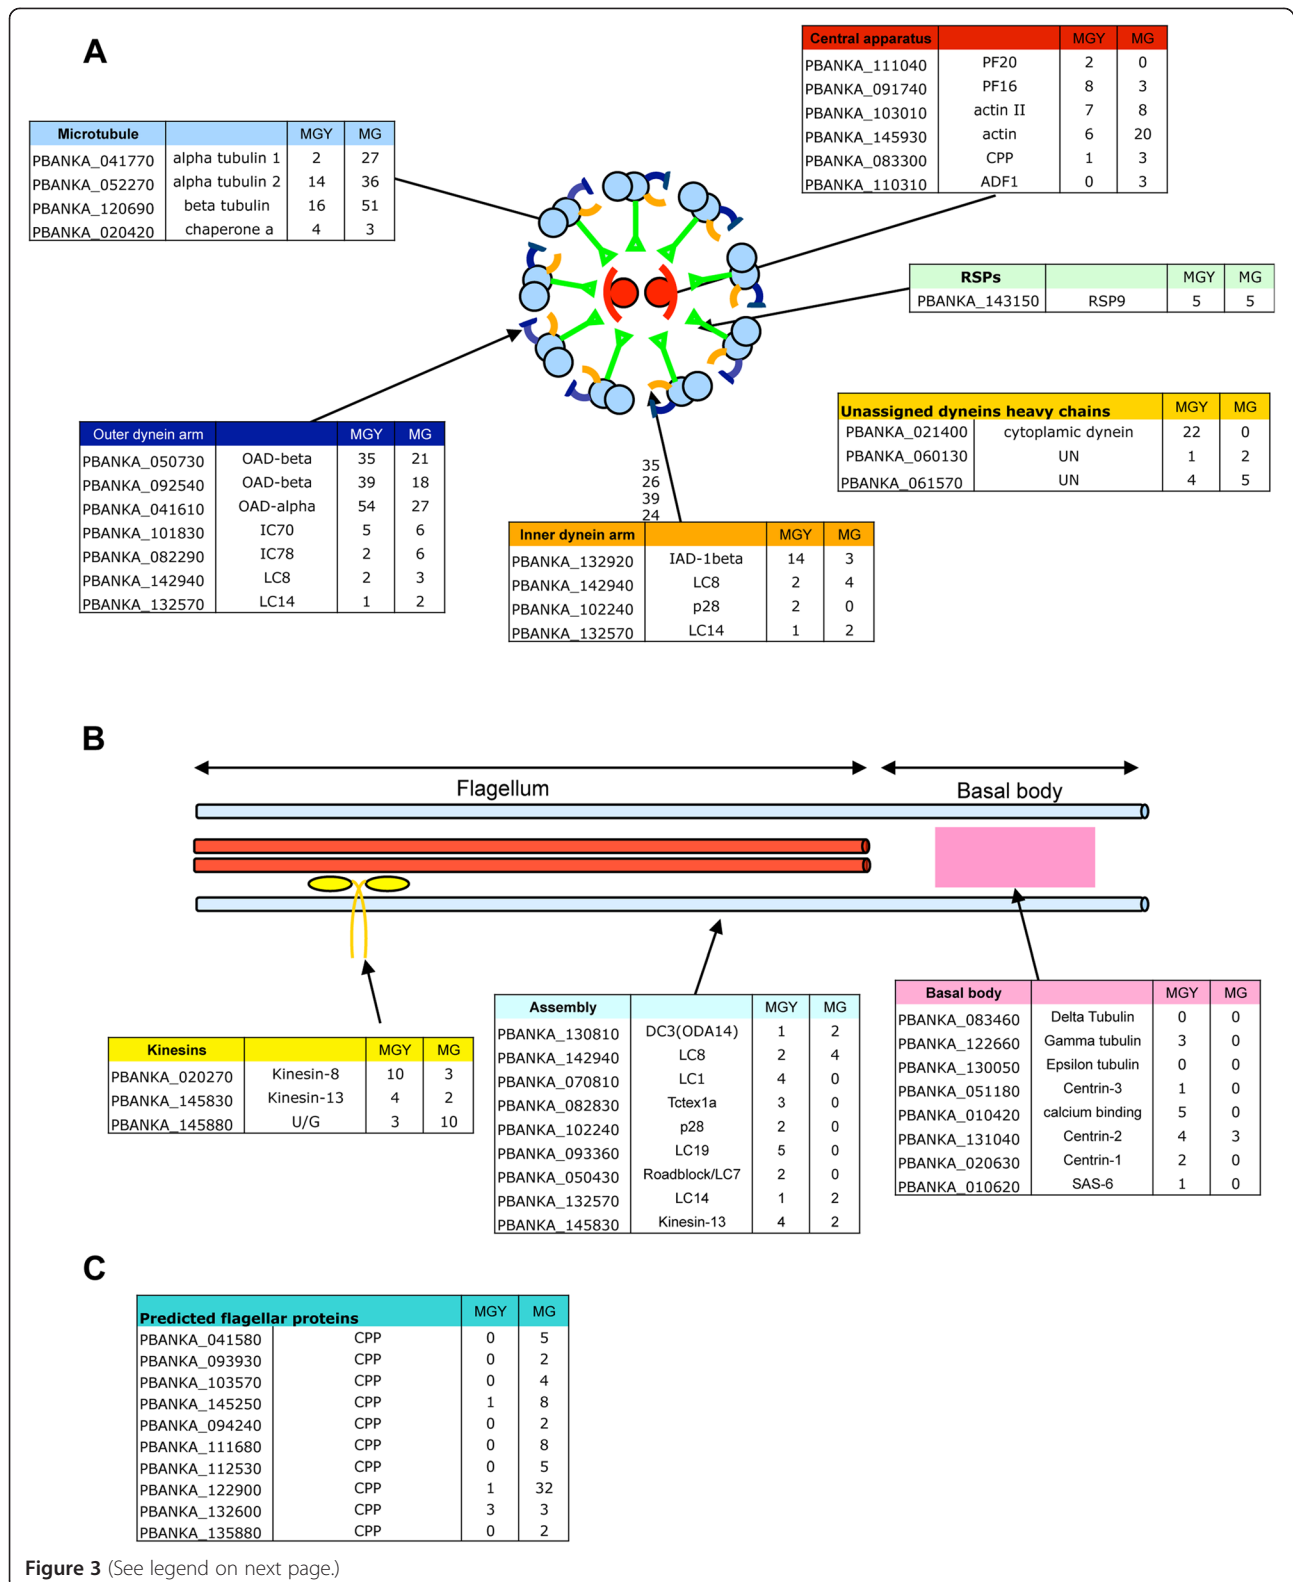 A
Central apparatus MGY MG
PBANKA_111040 PF20 2 0
PBANKA_091740 PF16 8 3
PBANKA_103010 actin II 7 8
PBANKA_145930 actin 6 20
PBANKA_083300 CPP 1 3
PBANKA_110310 ADF1 0 3
Microtubule MGY MG
PBANKA_041770 alpha tubulin 1 2 27
PBANKA_052270 alpha tubulin 2 14 36
PBANKA_120690 beta tubulin 16 51
PBANKA_020420 chaperone a 4 3
RSPs MGY MG
PBANKA_143150 RSP9 5 5
Unassigned dyneins heavy chains MGY MG
PBANKA_021400 cytoplamic dynein 22 0
PBANKA_060130 UN 1 2
PBANKA_061570 UN 4 5
Outer dynein arm MGY MG
PBANKA_050730 OAD-beta 35 21
PBANKA_092540 OAD-beta 39 18
PBANKA_041610 OAD-alpha 54 27
PBANKA_101830 IC70 5 6
PBANKA_082290 IC78 2 6
PBANKA_142940 LC8 2 3
PBANKA_132570 LC14 1 2
35
26
39
24
Inner dynein arm MGY MG
PBANKA_132920 IAD-1beta 14 3
PBANKA_142940 LC8 2 4
PBANKA_102240 p28 2 0
PBANKA_132570 LC14 1 2
B
Flagellum
Basal body
Kinesins MGY MG
PBANKA_020270 Kinesin-8 10 3
PBANKA_145830 Kinesin-13 4 2
PBANKA_145880 U/G 3 10
Assembly MGY MG
PBANKA_130810 DC3(ODA14) 1 2
PBANKA_142940 LC8 2 4
PBANKA_070810 LC1 4 0
PBANKA_082830 Tctex1a 3 0
PBANKA_102240 p28 2 0
PBANKA_093360 LC19 5 0
PBANKA_050430 Roadblock/LC7 2 0
PBANKA_132570 LC14 1 2
PBANKA_145830 Kinesin-13 4 2
Basal body MGY MG
PBANKA_083460 Delta Tubulin 0 0
PBANKA_122660 Gamma tubulin 3 0
PBANKA_130050 Epsilon tubulin 0 0
PBANKA_051180 Centrin-3 1 0
PBANKA_010420 calcium binding 5 0
PBANKA_131040 Centrin-2 4 3
PBANKA_020630 Centrin-1 2 0
PBANKA_010620 SAS-6 1 0
C
Predicted flagellar proteins MGY MG
PBANKA_041580 CPP 0 5
PBANKA_093930 CPP 0 2
PBANKA_103570 CPP 0 4
PBANKA_145250 CPP 1 8
PBANKA_094240 CPP 0 2
PBANKA_111680 CPP 0 8
PBANKA_112530 CPP 0 5
PBANKA_122900 CPP 1 32
PBANKA_132600 CPP 3 3
PBANKA_135880 CPP 0 2
Figure 3 (See legend on next page.)